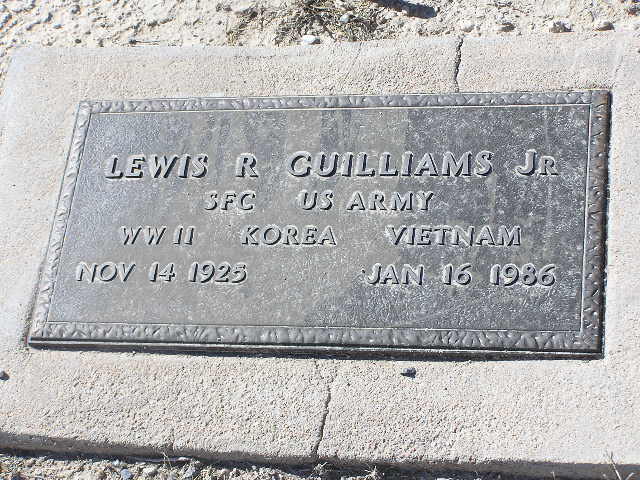 LEWIS R GUILLIAMS JR
SFC US ARMY
WW II KOREA VIETNAM
NOV 14 1925 JAN 16 1986